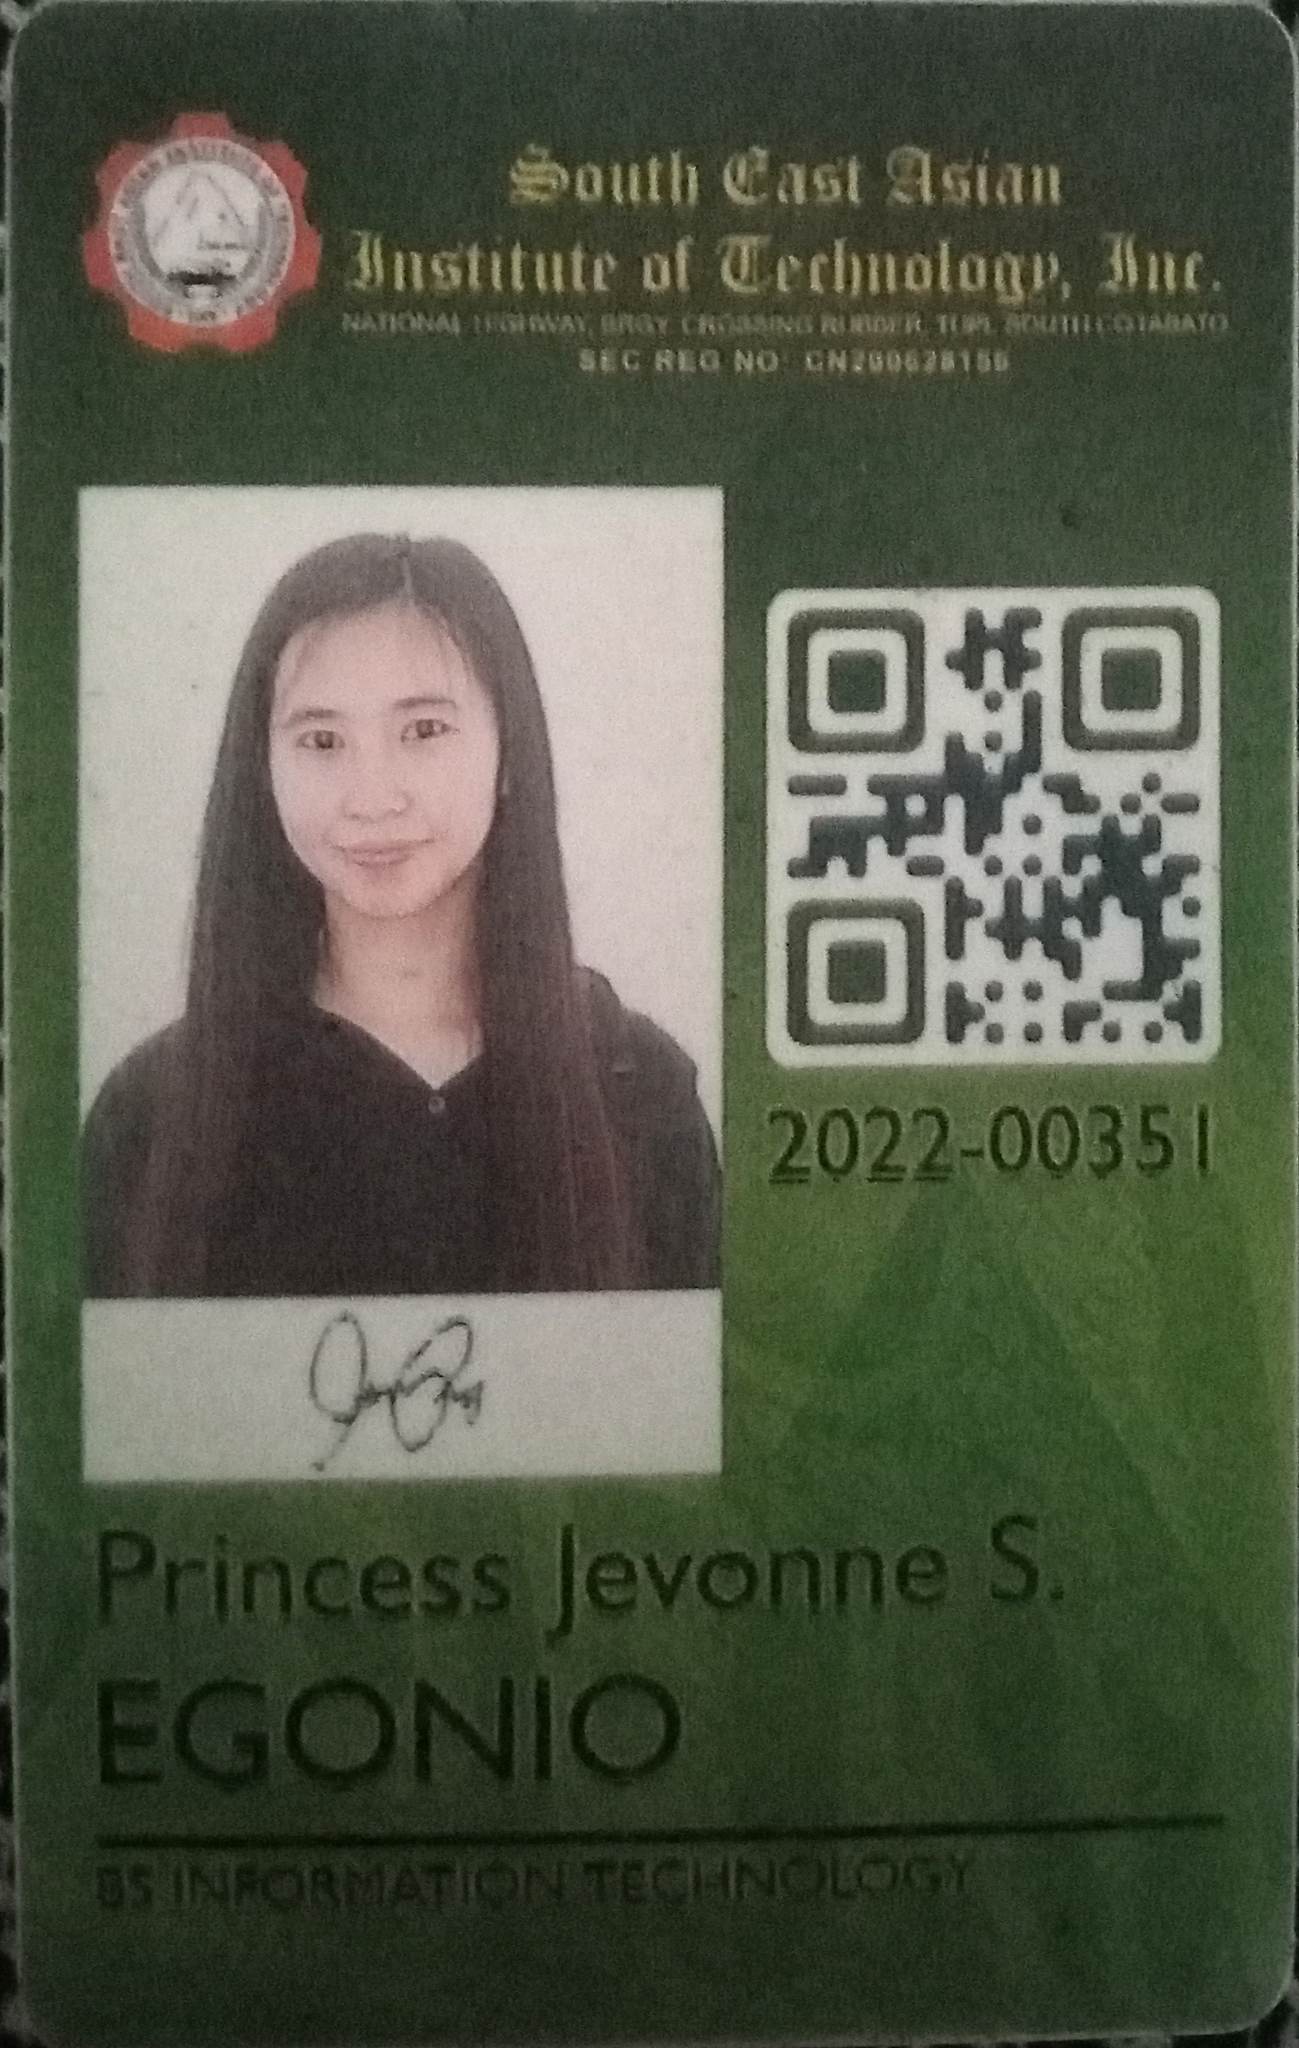 South East Asian
Institute of Technology, Inc.
NATIONAL HIGHWAY, BRGY. CROSSING RUBBER, TUPI, SOUTH COTABATO
SEC REG NO:
2022-00351
Princess Jevonne S.
EGONIO
BS INFORMATION TECHNOLOGY